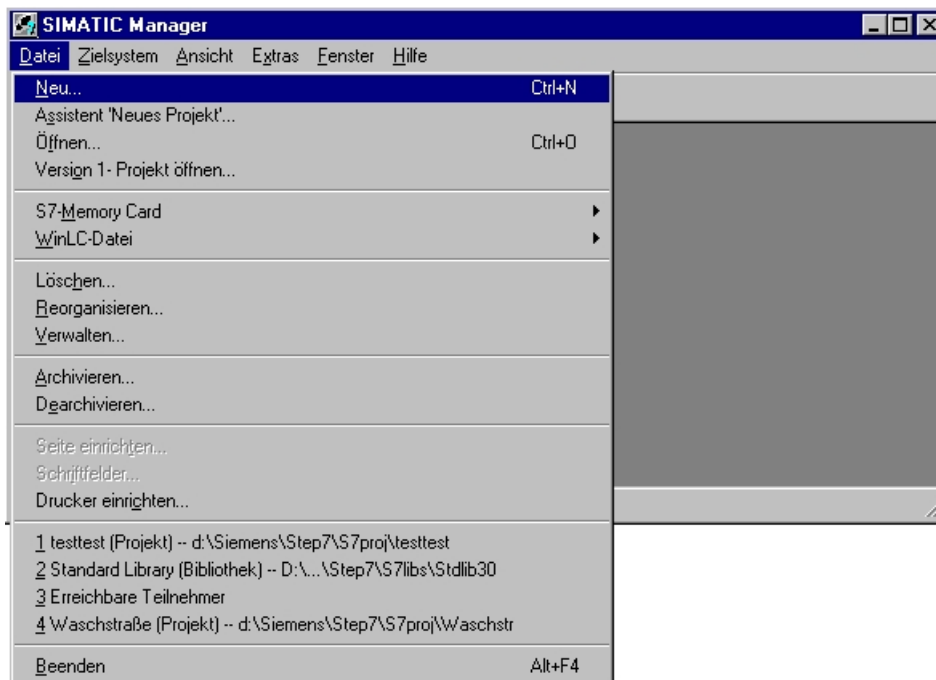 SIMATIC Manager
Datei Zielsystem Ansicht Extras Fenster Hilfe
Neu... Ctrl+N
Assistent 'Neues Projekt'...
Öffnen... Ctrl+O
Version 1- Projekt öffnen...
S7-Memory Card
WinLC-Datei
Löschen...
Reorganisieren...
Verwalten...
Archivieren...
Dearchivieren...
Seite einrichten...
Schriftfelder...
Drucker einrichten...
1 testtest (Projekt) -- d:\Siemens\Step7\S7proj\testtest
2 Standard Library (Bibliothek) -- D:\...\Step7\S7libs\Stdlib30
3 Erreichbare Teilnehmer
4 Waschstraße (Projekt) -- d:\Siemens\Step7\S7proj\Waschstr
Beenden Alt+F4